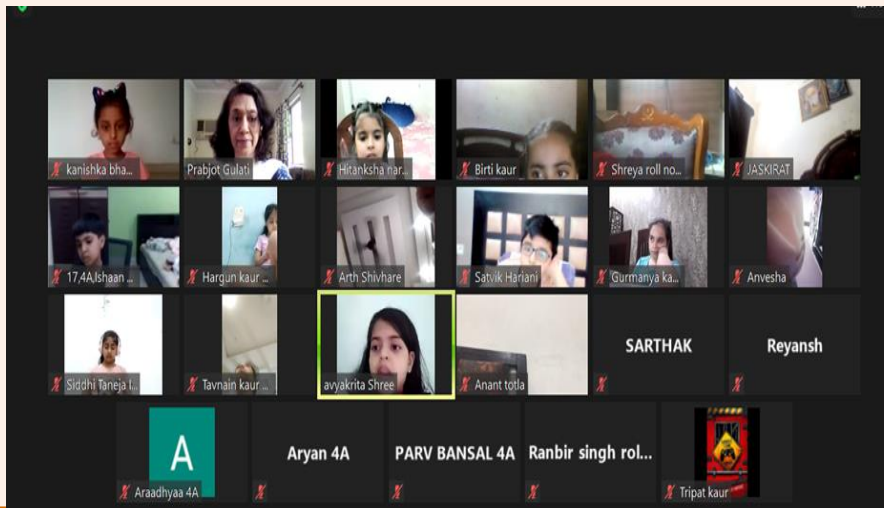 kanishka bha...
Prabjot Gulati
Hitanksha nar...
Birti kaur
Shreya roll no...
JASKIRAT
17,4A,Ishaan ...
Hargun kaur ...
Arth Shivhare
Satvik Hariani
Gurmanya ka...
Anvesha
Siddhi Taneja I...
Tavnain kaur ...
avyakrita Shree
Anant totla
SARTHAK
Reyansh
A
Araadhyaa 4A
Aryan 4A
PARV BANSAL 4A
Ranbir singh rol...
Tripat kaur